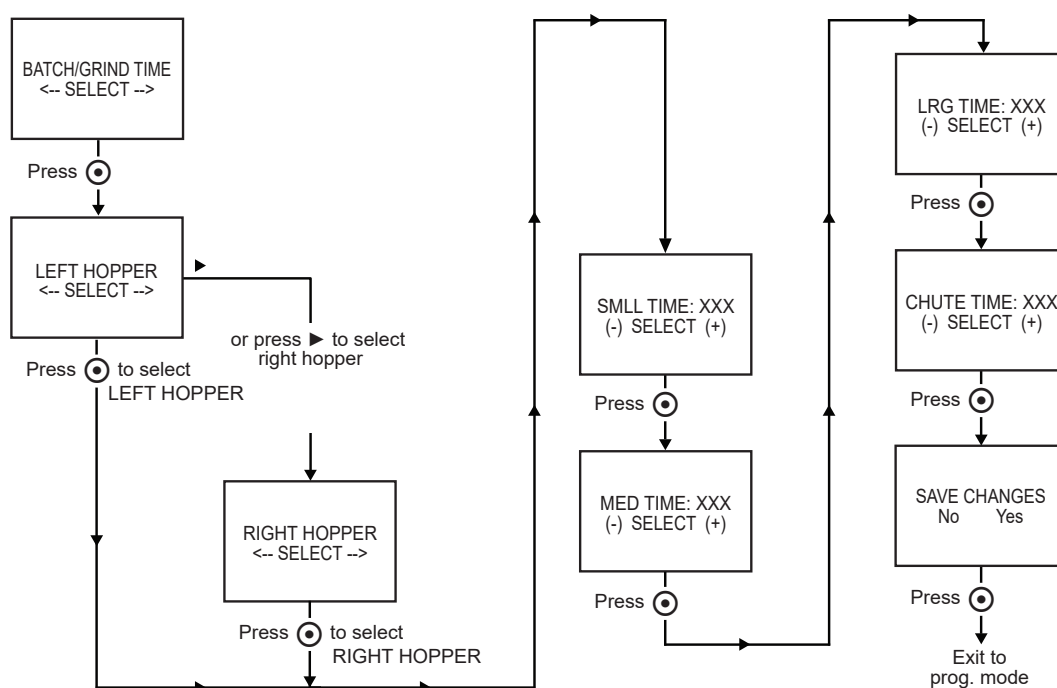 BATCH/GRIND TIME
<-- SELECT -->
Press
LEFT HOPPER
<-- SELECT -->
Press to select
LEFT HOPPER
or press ► to select
right hopper
RIGHT HOPPER
<-- SELECT -->
Press to select
RIGHT HOPPER
SMLL TIME: XXX
(-) SELECT (+)
Press
MED TIME: XXX
(-) SELECT (+)
Press
LRG TIME: XXX
(-) SELECT (+)
Press
CHUTE TIME: XXX
(-) SELECT (+)
Press
SAVE CHANGES
No Yes
Press
Exit to
prog. mode